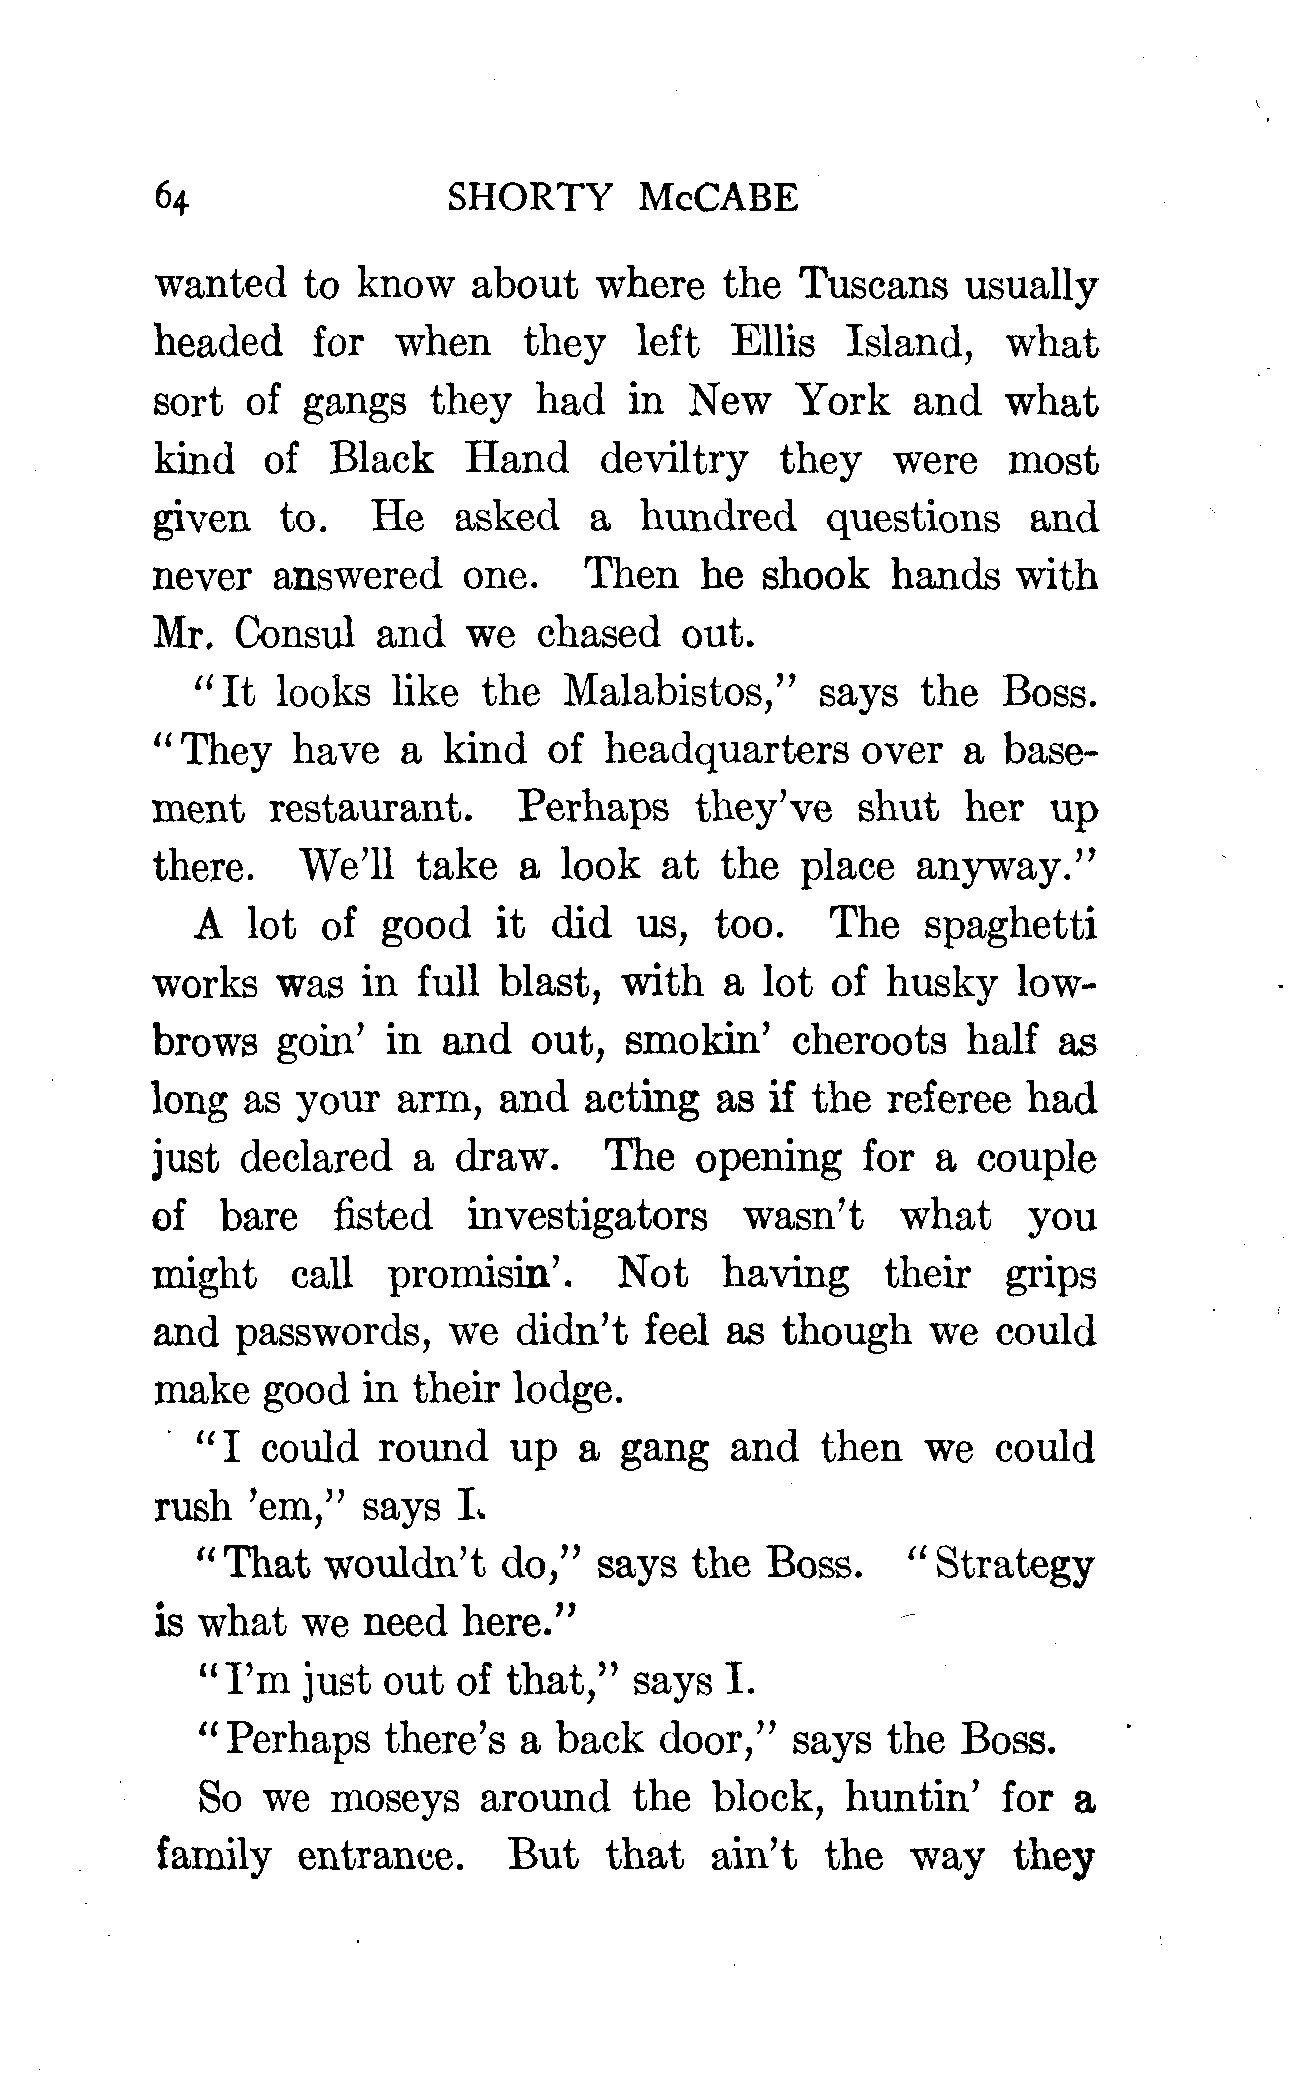 64 SHORTY McCABE
wanted to know about where the Tuscans usually
headed for when they left Ellis Island, what
sort of gangs they had in New York and what
kind of Black Hand deviltry they were most
given to. He asked a hundred questions and
never answered one. Then he shook hands with
Mr. Consul and we chased out.
"It looks like the Malabistos," says the Boss.
"They have a kind of headquarters over a base-
ment restaurant. Perhaps they've shut her up
there. We'll take a look at the place anyway."
A lot of good it did us, too. The spaghetti
works was in full blast, with a lot of husky low-
brows goin' in and out, smokin' cheroots half as
long as your arm, and acting as if the referee had
just declared a draw. The opening for a couple
of bare fisted investigators wasn't what you
might call promisin'. Not having their grips
and passwords, we didn't feel as though we could
make good in their lodge.
"I could round up a gang and then we could
rush 'em," says I.
"That wouldn't do," says the Boss. "Strategy
is what we need here."
"I'm just out of that," says I.
"Perhaps there's a back door," says the Boss.
So we moseys around the block, huntin' for a
family entrance. But that ain't the way they